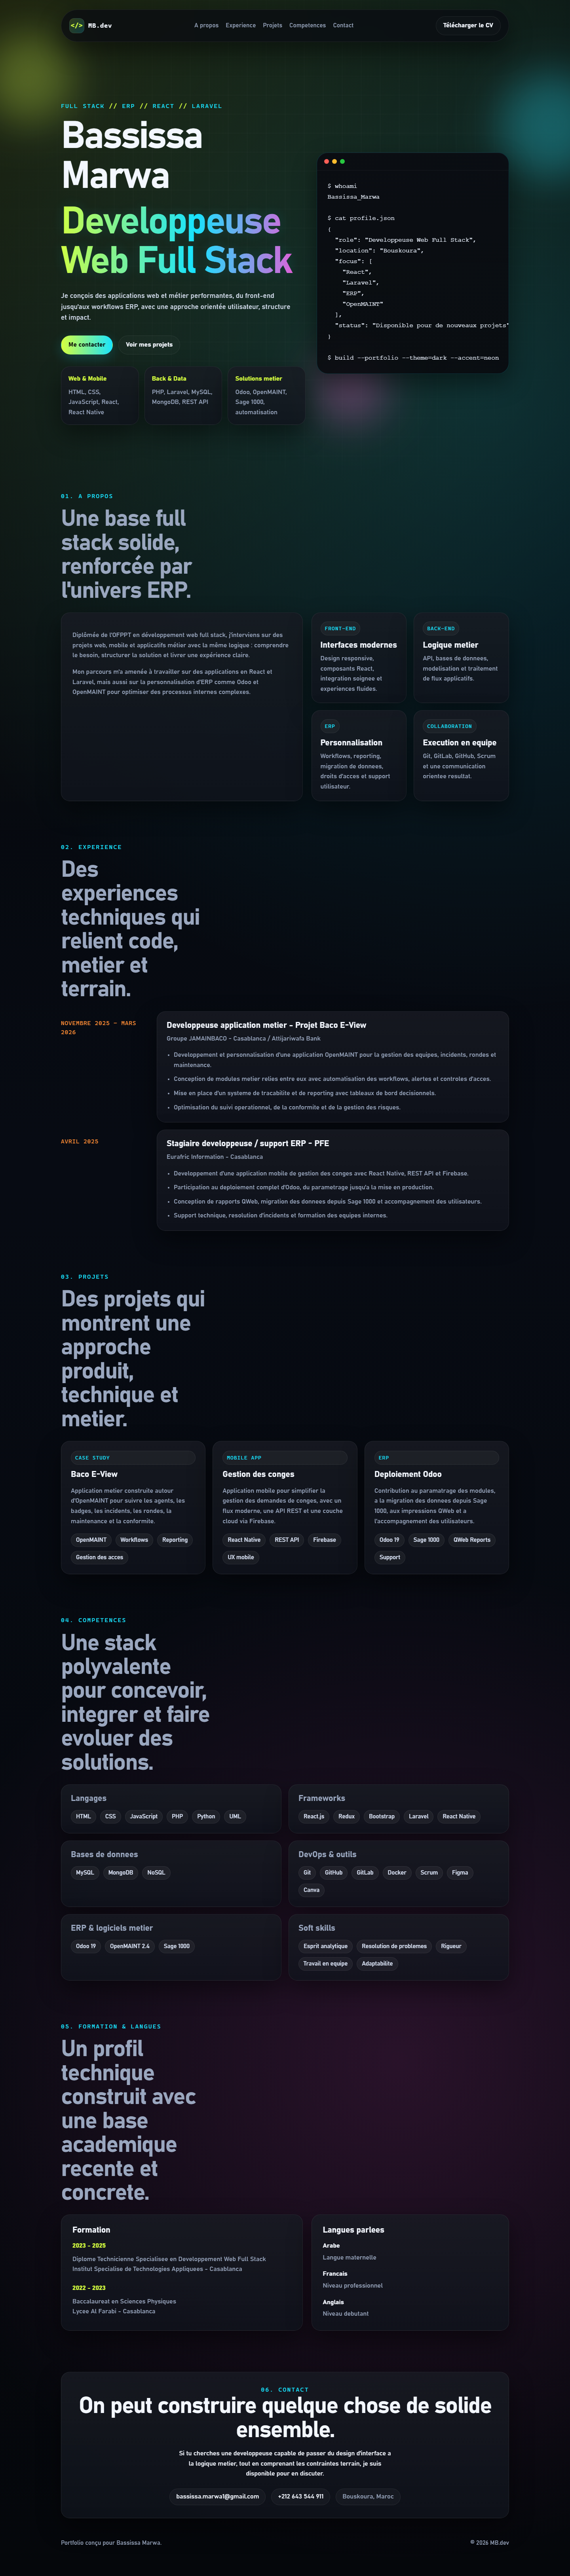 </> MB.dev
A propos Experience Projets Competences Contact
Télécharger le CV
FULL STACK // ERP // REACT // LARAVEL
Bassissa
Marwa
Developpeuse
Web Full Stack
Je conçois des applications web et métier performantes, du front-end
jusqu'aux workflows ERP, avec une approche orientée utilisateur, structure
et impact.
Me contacter
Voir mes projets
Web & Mobile
HTML, CSS,
JavaScript, React,
React Native
Back & Data
PHP, Laravel, MySQL,
MongoDB, REST API
Solutions metier
Odoo, OpenMAINT,
Sage 1000,
automatisation
$ whoami
Bassissa_Marwa
$ cat profile.json
{
"role": "Developpeuse Web Full Stack",
"location": "Bouskoura",
"focus": [
"React",
"Laravel",
"ERP",
"OpenMAINT"
],
"status": "Disponible pour de nouveaux projets"
}
$ build --portfolio --theme=dark --accent=neon
01. A PROPOS
Une base full
stack solide,
renforcée par
l'univers ERP.
Diplômée de l'OFPPT en développement web full stack, j'interviens sur des
projets web, mobile et applicatifs métier avec la même logique : comprendre
le besoin, structurer la solution et livrer une expérience claire.
Mon parcours m'a amenée à travailler sur des applications en React et
Laravel, mais aussi sur la personnalisation d'ERP comme Odoo et
OpenMAINT pour optimiser des processus internes complexes.
FRONT-END
Interfaces modernes
Design responsive,
composants React,
integration soignee et
experiences fluides.
BACK-END
Logique metier
API, bases de donnees,
modelisation et traitement
de flux applicatifs.
ERP
Personnalisation
Workflows, reporting,
migration de donnees,
droits d'acces et support
utilisateur.
COLLABORATION
Execution en equipe
Git, GitLab, GitHub, Scrum
et une communication
orientee resultat.
02. EXPERIENCE
Des
experiences
techniques qui
relient code,
metier et
terrain.
NOVEMBRE 2025 - MARS
2026
Developpeuse application metier - Projet Baco E-View
Groupe JAMAINBACO - Casablanca / Attijariwafa Bank
• Developpement et personnalisation d'une application OpenMAINT pour la gestion des equipes, incidents, rondes et
maintenance.
• Conception de modules metier relies entre eux avec automatisation des workflows, alertes et controles d'acces.
• Mise en place d'un systeme de tracabilite et de reporting avec tableaux de bord decisionnels.
• Optimisation du suivi operationnel, de la conformite et de la gestion des risques.
AVRIL 2025
Stagiaire developpeuse / support ERP - PFE
Eurafric Information - Casablanca
• Developpement d'une application mobile de gestion des conges avec React Native, REST API et Firebase.
• Participation au deploiement complet d'Odoo, du parametrage jusqu'a la mise en production.
• Conception de rapports QWeb, migration des donnees depuis Sage 1000 et accompagnement des utilisateurs.
• Support technique, resolution d'incidents et formation des equipes internes.
03. PROJETS
Des projets qui
montrent une
approche
produit,
technique et
metier.
CASE STUDY
Baco E-View
Application metier construite autour
d'OpenMAINT pour suivre les agents, les
badges, les incidents, les rondes, la
maintenance et la conformite.
OpenMAINT Workflows Reporting
Gestion des acces
MOBILE APP
Gestion des conges
Application mobile pour simplifier la
gestion des demandes de conges, avec un
flux moderne, une API REST et une couche
cloud via Firebase.
React Native REST API Firebase
UX mobile
ERP
Deploiement Odoo
Contribution au paramatrage des modules,
a la migration des donnees depuis Sage
1000, aux impressions QWeb et a
l'accompagnement des utilisateurs.
Odoo 19 Sage 1000 QWeb Reports
Support
04. COMPETENCES
Une stack
polyvalente
pour concevoir,
integrer et faire
evoluer des
solutions.
Langages
HTML CSS JavaScript PHP Python UML
Frameworks
React.js Redux Bootstrap Laravel React Native
Bases de donnees
MySQL MongoDB NoSQL
DevOps & outils
Git GitHub GitLab Docker Scrum Figma
Canva
ERP & logiciels metier
Odoo 19 OpenMAINT 2.4 Sage 1000
Soft skills
Esprit analytique Resolution de problemes Rigueur
Travail en equipe Adaptabilite
05. FORMATION & LANGUES
Un profil
technique
construit avec
une base
academique
recente et
concrete.
Formation
2023 - 2025
Diplome Technicienne Specialisee en Developpement Web Full Stack
Institut Specialise de Technologies Appliquees - Casablanca
2022 - 2023
Baccalaureat en Sciences Physiques
Lycee Al Farabi - Casablanca
Langues parlees
Arabe
Langue maternelle
Francais
Niveau professionnel
Anglais
Niveau debutant
06. CONTACT
On peut construire quelque chose de solide
ensemble.
Si tu cherches une developpeuse capable de passer du design d'interface a
la logique metier, tout en comprenant les contraintes terrain, je suis
disponible pour en discuter.
bassissa.marwa1@gmail.com
+212 643 544 911
Bouskoura, Maroc
Portfolio conçu pour Bassissa Marwa.
© 2026 MB.dev